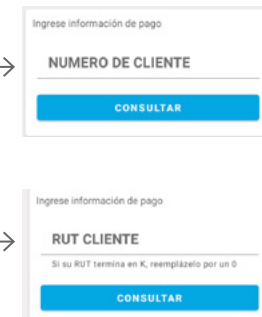 Ingrese información de pago
NUMERO DE CLIENTE
CONSULTAR
Ingrese información de pago
RUT CLIENTE
Si su RUT termina en K, reemplázelo por un 0
CONSULTAR